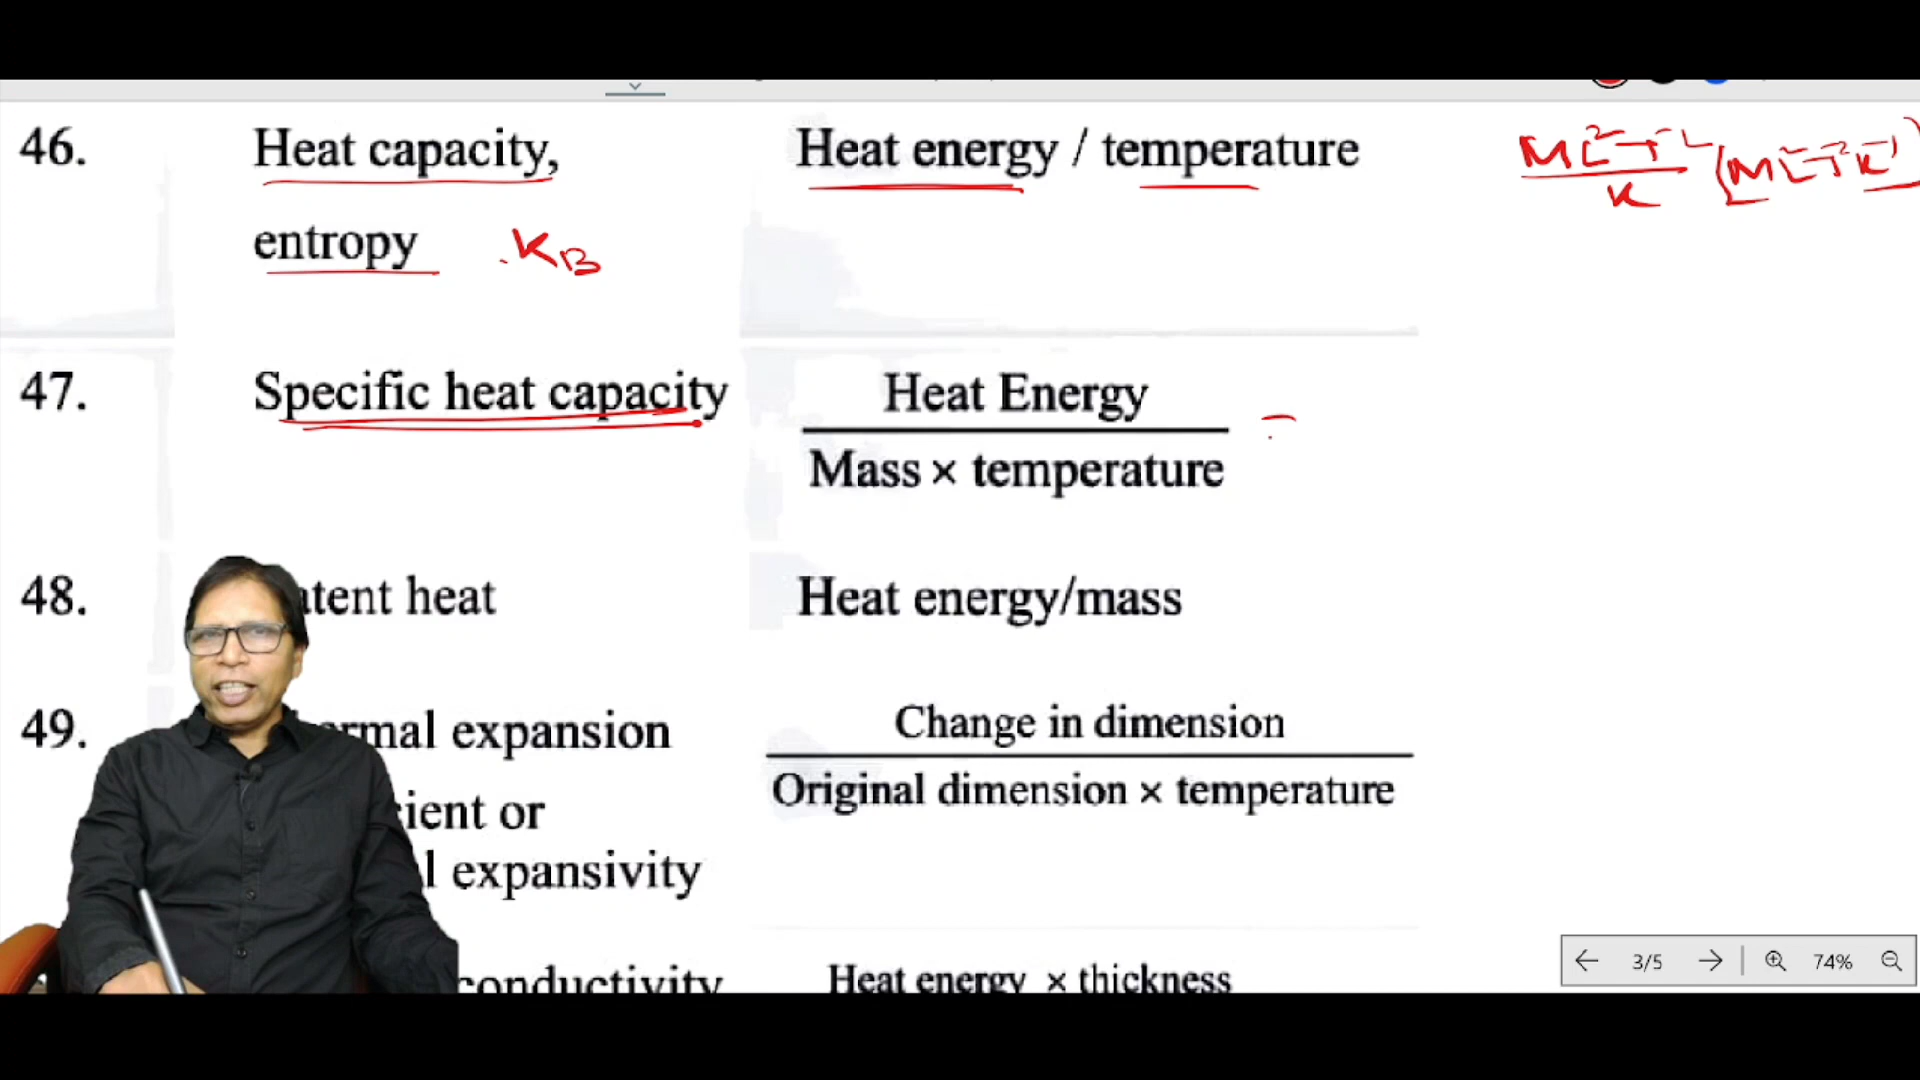 46. Heat capacity, Heat energy / temperature ML²T⁻²/K (ML²T⁻²K⁻¹)
entropy .KB
47. Specific heat capacity Heat Energy =
Mass × temperature
48. tent heat Heat energy/mass
49. rmal expansion Change in dimension
Original dimension × temperature
cient or
l expansivity
conductivity Heat energy × thickness
3/5 74%